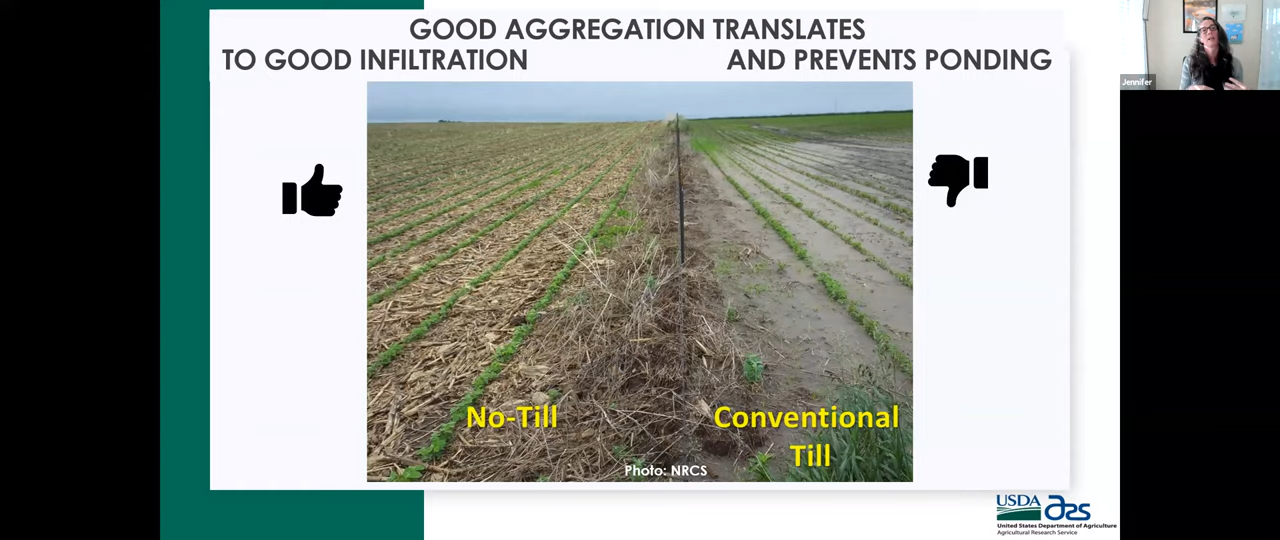 GOOD AGGREGATION TRANSLATES
TO GOOD INFILTRATION
AND PREVENTS PONDING
Jennifer
No-Till
Conventional
Till
Photo: NRCS
USDA ars
United States Department of Agriculture
Agricultural Research Service